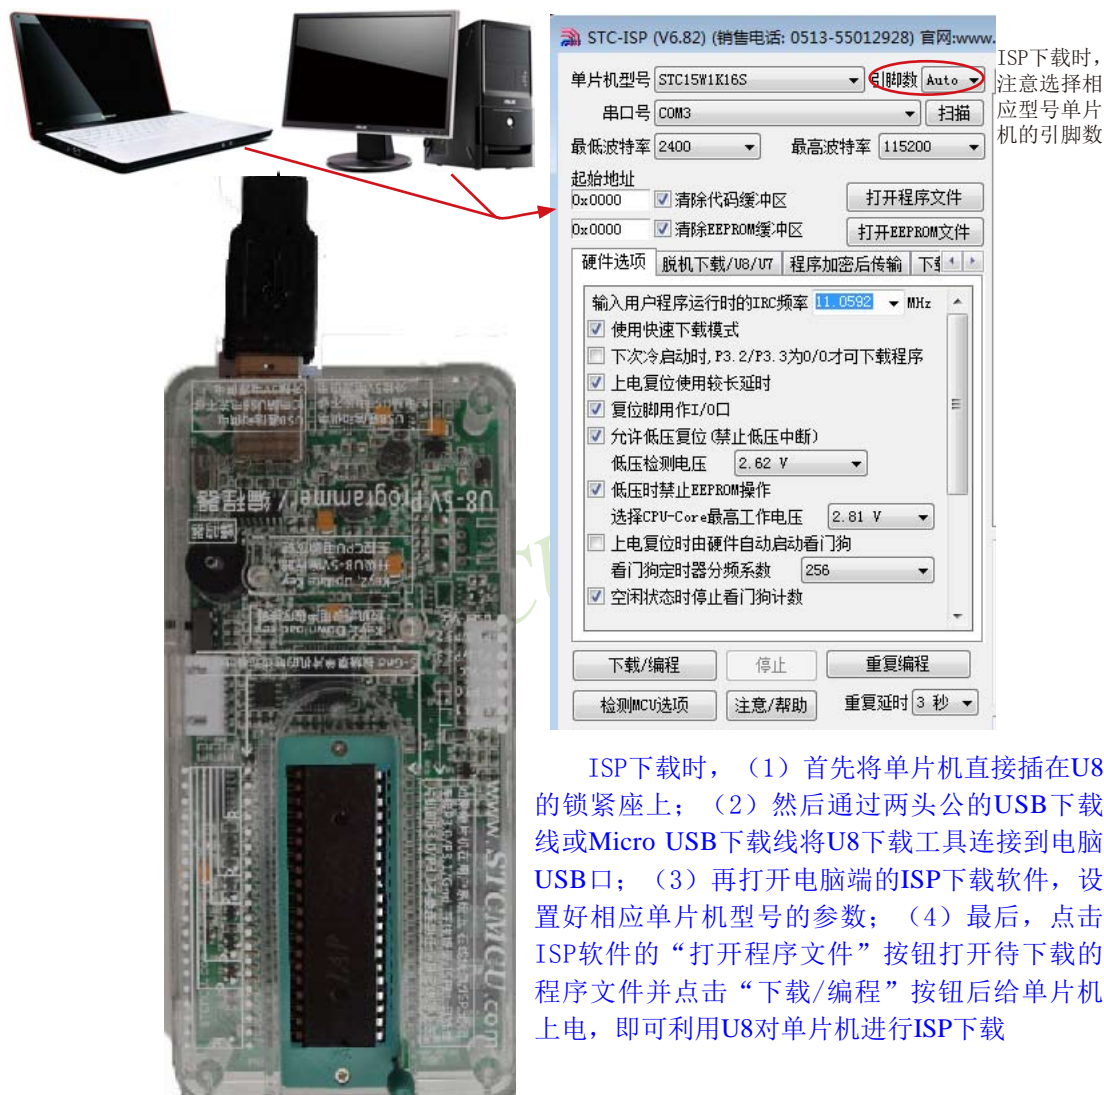 STC-ISP (V6.82) (销售电话: 0513-55012928) 官网:www.
单片机型号 STC15W1K16S 引脚数 Auto
串口号 COM3 扫描
最低波特率 2400 最高波特率 115200
起始地址
0x0000 清除代码缓冲区 打开程序文件
0x0000 清除EEPROM缓冲区 打开EEPROM文件
硬件选项 脱机下载/U8/U7 程序加密后传输
输入用户程序运行时的IRC频率 11.0592 MHz
使用快速下载模式
下次冷启动时,P3.2/P3.3为0/0才可下载程序
上电复位使用较长延时
复位脚用作I/O口
允许低压复位(禁止低压中断)
低压检测电压 2.62 V
低压时禁止EEPROM操作
选择CPU-Core最高工作电压 2.81 V
上电复位时由硬件自动启动看门狗
看门狗定时器分频系数 256
空闲状态时停止看门狗计数
下载/编程 停止 重复编程
检测MCU选项 注意/帮助 重复延时 3 秒
ISP下载时，
注意选择相
应型号单片
机的引脚数
U8-5V Programmer / 编程器
www.STCMCU.com
ISP下载时，（1）首先将单片机直接插在U8
的锁紧座上；（2）然后通过两头公的USB下载
线或Micro USB下载线将U8下载工具连接到电脑
USB口；（3）再打开电脑端的ISP下载软件，设
置好相应单片机型号的参数；（4）最后，点击
ISP软件的“打开程序文件”按钮打开待下载的
程序文件并点击“下载/编程”按钮后给单片机
上电，即可利用U8对单片机进行ISP下载